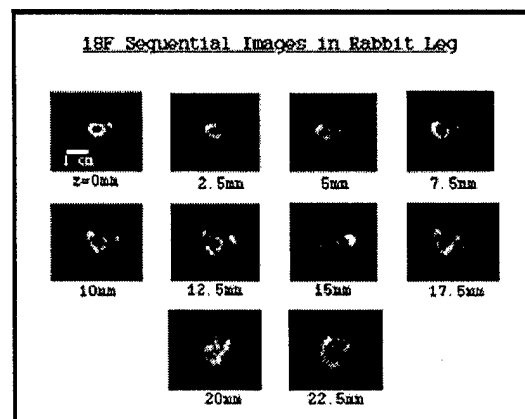 18F Sequential Images in Rabbit Leg
1 cm
z=0mm
2.5mm
5mm
7.5mm
10mm
12.5mm
15mm
17.5mm
20mm
22.5mm